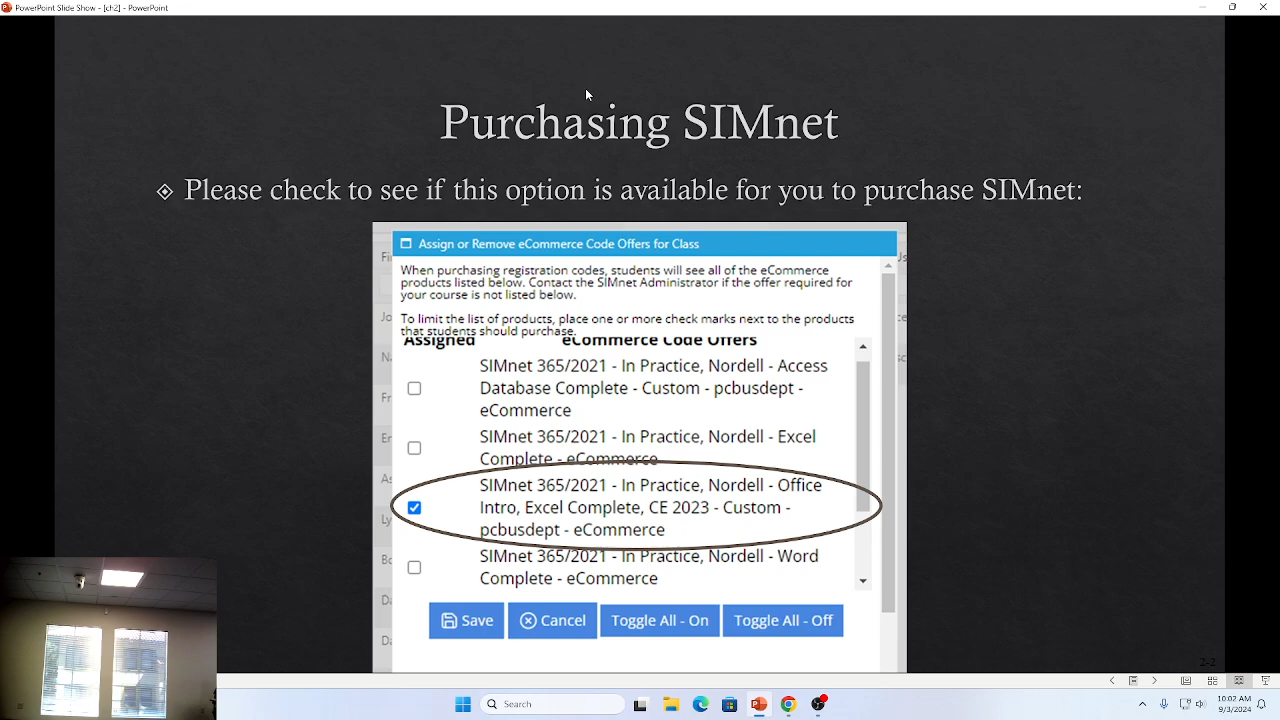 PowerPoint Slide Show - [ch2] - PowerPoint
Purchasing SIMnet
Please check to see if this option is available for you to purchase SIMnet:
Assign or Remove eCommerce Code Offers for Class
When purchasing registration codes, students will see all of the eCommerce
products listed below. Contact the SIMnet Administrator if the offer required for
your course is not listed below.
To limit the list of products, place one or more check marks next to the products
that students should purchase.
Assigned eCommerce Code Offers
SIMnet 365/2021 - In Practice, Nordell - Access
Database Complete - Custom - pcbusdept -
eCommerce
SIMnet 365/2021 - In Practice, Nordell - Excel
Complete - eCommerce
SIMnet 365/2021 - In Practice, Nordell - Office
Intro, Excel Complete, CE 2023 - Custom -
pcbusdept - eCommerce
SIMnet 365/2021 - In Practice, Nordell - Word
Complete - eCommerce
Save Cancel Toggle All - On Toggle All - Off
2-2
Search
10:02 AM
9/3/2024